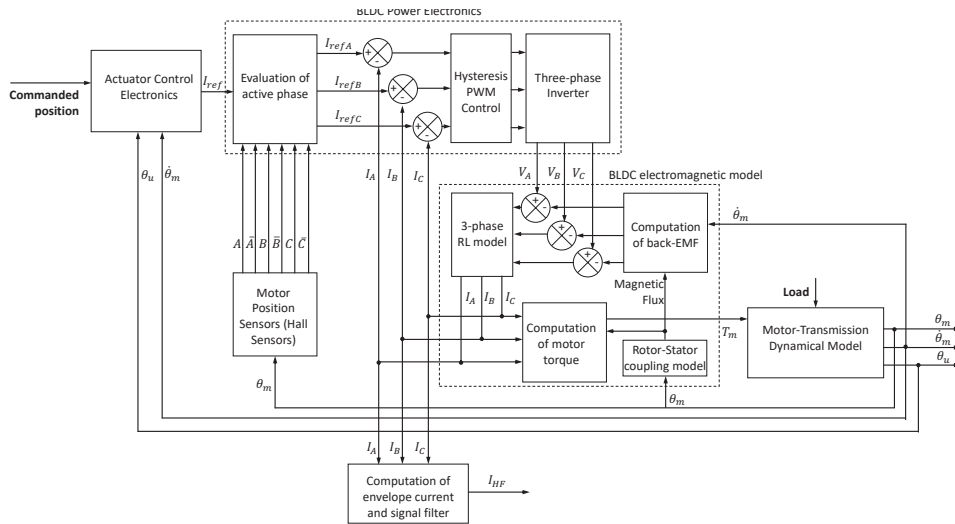 BLDC Power Electronics
Actuator Control
Electronics
Commanded
position
I_ref
Evaluation of
active phase
I_refA
I_refB
I_refC
+
-
+
-
+
-
Hysteresis
PWM
Control
Three-phase
Inverter
θ_u
θ̇_m
I_A
I_B
I_C
V_A
V_B
V_C
BLDC electromagnetic model
A
Ā
B
B̄
C
C̄
3-phase
RL model
+
-
+
-
+
-
Computation
of back-EMF
θ̇_m
Motor
Position
Sensors (Hall
Sensors)
I_A
I_B
I_C
Magnetic
Flux
Load
Computation
of motor
torque
T_m
Motor-Transmission
Dynamical Model
θ_m
θ̇_m
θ_u
Rotor-Stator
coupling model
θ_m
θ_m
I_A
I_B
I_C
Computation of
envelope current
and signal filter
I_HF